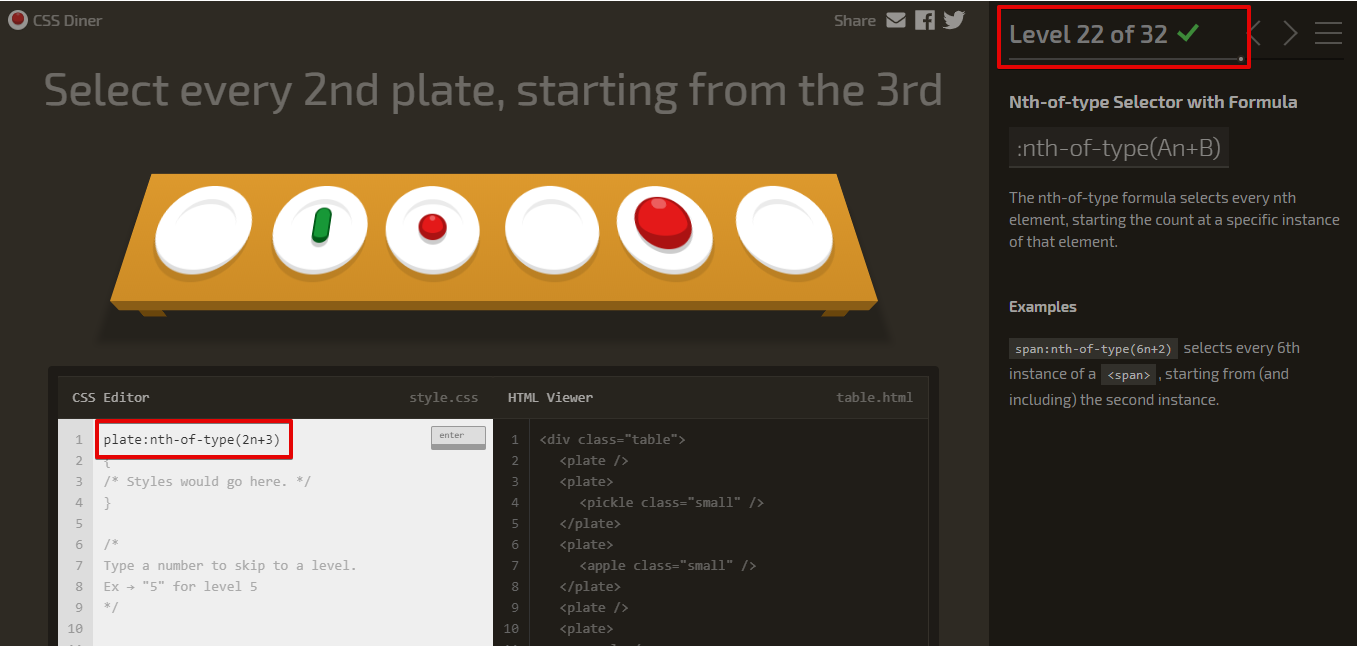 CSS Diner
Share
Select every 2nd plate, starting from the 3rd
CSS Editor style.css
1 plate:nth-of-type(2n+3)
enter
2 {
3 /* Styles would go here. */
4 }
5
6 /*
7 Type a number to skip to a level.
8 Ex → "5" for level 5
9 */
10
HTML Viewer table.html
1 <div class="table">
2 <plate />
3 <plate>
4 <pickle class="small" />
5 </plate>
6 <plate>
7 <apple class="small" />
8 </plate>
9 <plate />
10 <plate>
Level 22 of 32
Nth-of-type Selector with Formula
:nth-of-type(An+B)
The nth-of-type formula selects every nth
element, starting the count at a specific instance
of that element.
Examples
span:nth-of-type(6n+2) selects every 6th
instance of a <span>, starting from (and
including) the second instance.